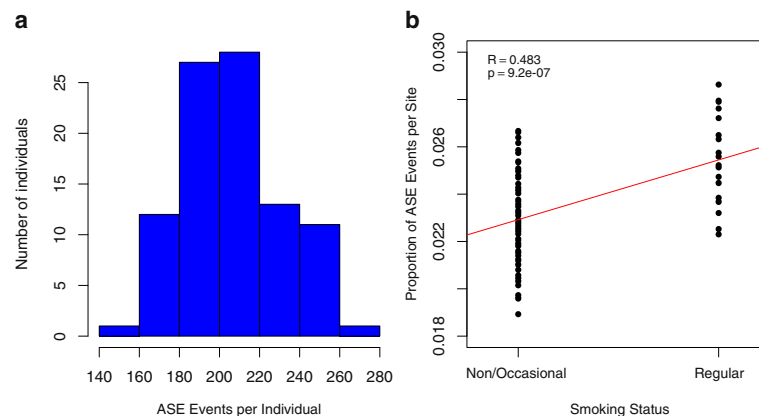 a
Number of individuals
25
20
15
10
5
0
140 160 180 200 220 240 260 280
ASE Events per Individual
b
R = 0.483
p = 9.2e-07
Proportion of ASE Events per Site
0.030
0.026
0.022
0.018
Non/Occasional Regular
Smoking Status